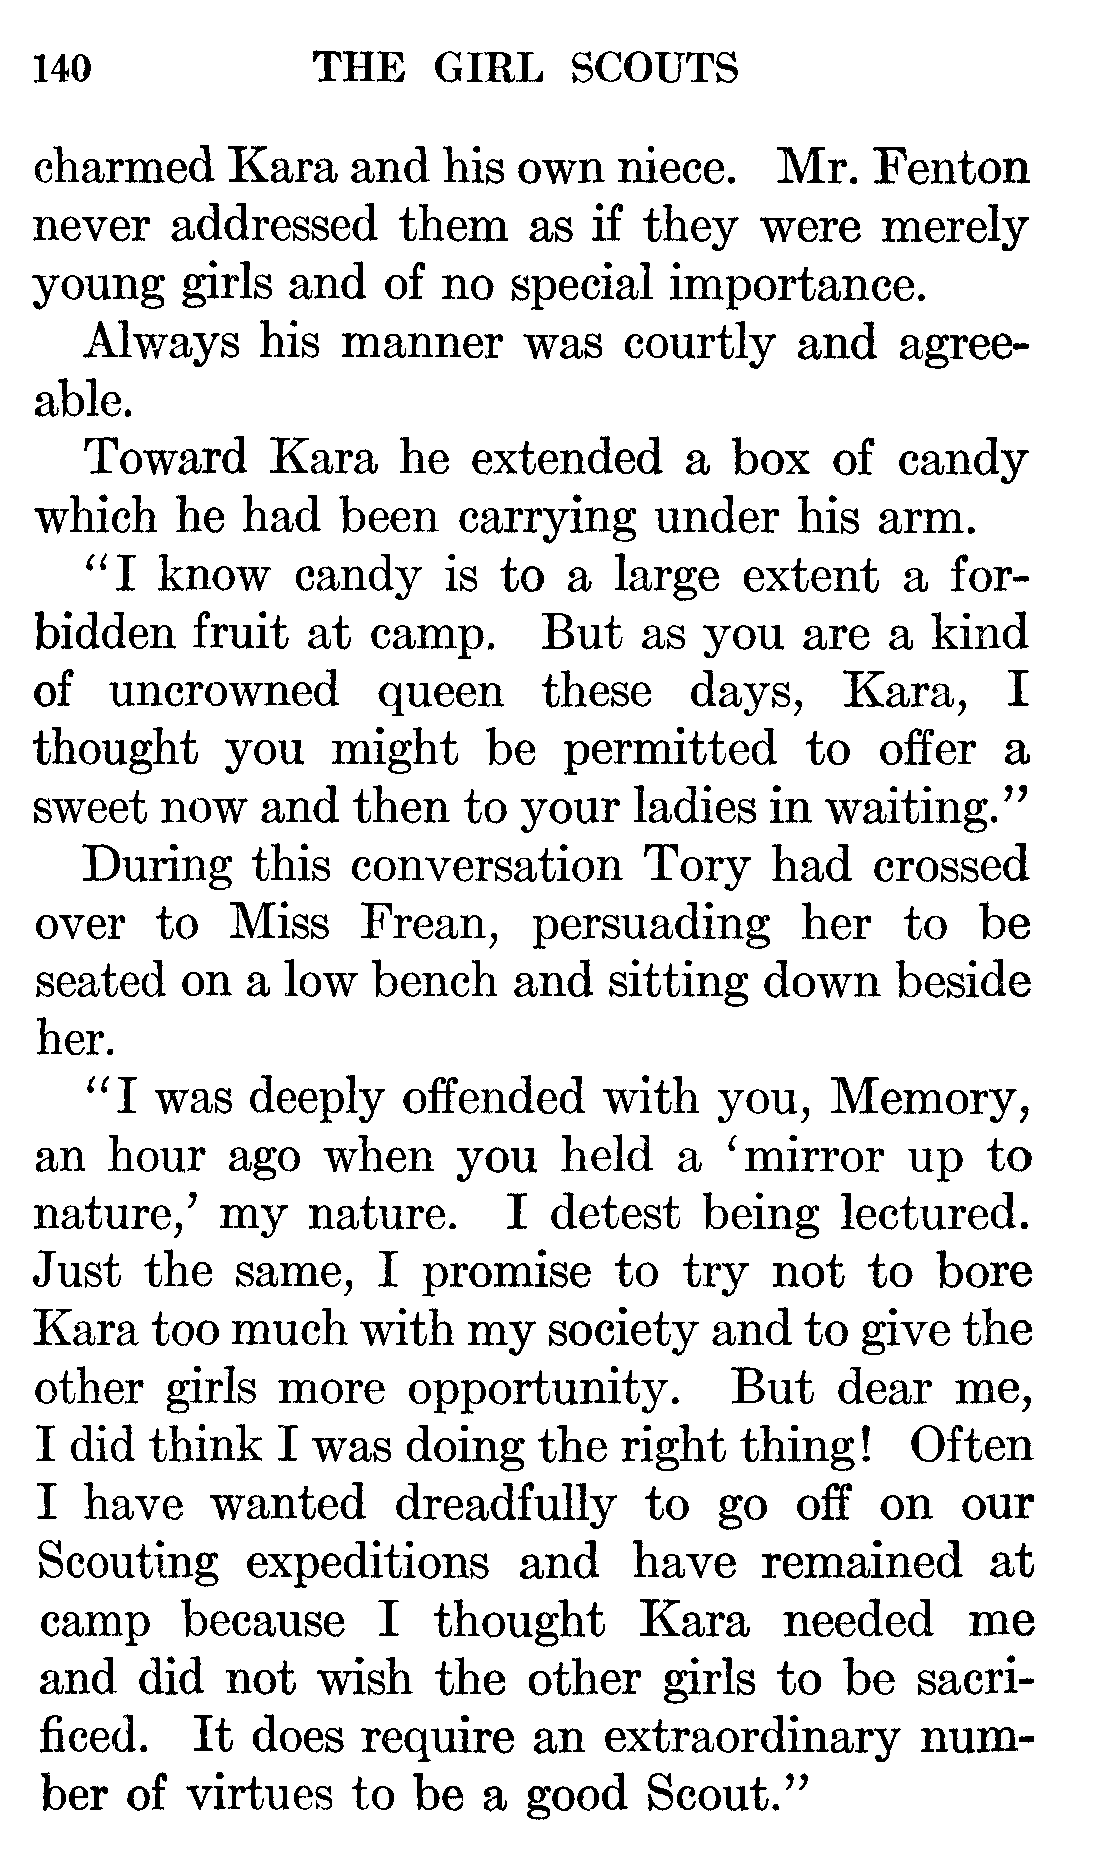 140 THE GIRL SCOUTS
charmed Kara and his own niece. Mr. Fenton
never addressed them as if they were merely
young girls and of no special importance.
Always his manner was courtly and agree-
able.
Toward Kara he extended a box of candy
which he had been carrying under his arm.
“I know candy is to a large extent a for-
bidden fruit at camp. But as you are a kind
of uncrowned queen these days, Kara, I
thought you might be permitted to offer a
sweet now and then to your ladies in waiting.”
During this conversation Tory had crossed
over to Miss Frean, persuading her to be
seated on a low bench and sitting down beside
her.
“I was deeply offended with you, Memory,
an hour ago when you held a ‘mirror up to
nature,’ my nature. I detest being lectured.
Just the same, I promise to try not to bore
Kara too much with my society and to give the
other girls more opportunity. But dear me,
I did think I was doing the right thing! Often
I have wanted dreadfully to go off on our
Scouting expeditions and have remained at
camp because I thought Kara needed me
and did not wish the other girls to be sacri-
ficed. It does require an extraordinary num-
ber of virtues to be a good Scout.”